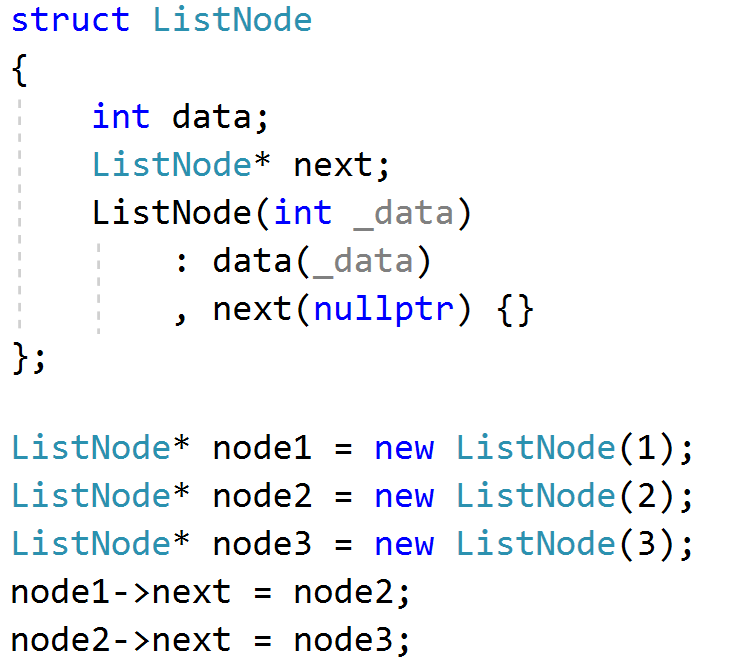 struct ListNode
{
    int data;
    ListNode* next;
    ListNode(int _data)
        : data(_data)
        , next(nullptr) {}
};

ListNode* node1 = new ListNode(1);
ListNode* node2 = new ListNode(2);
ListNode* node3 = new ListNode(3);
node1->next = node2;
node2->next = node3;